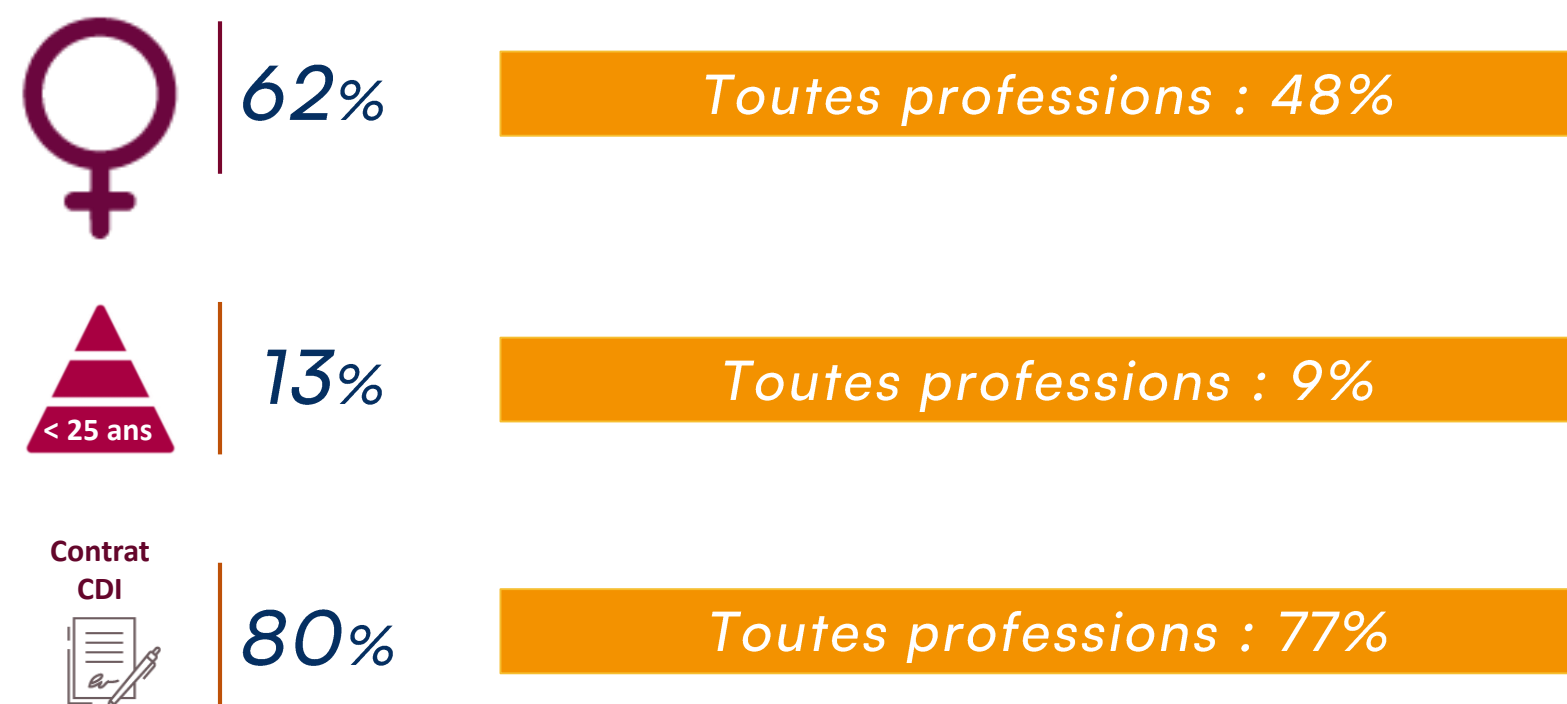 62%
Toutes professions : 48%
13%
Toutes professions : 9%
< 25 ans
Contrat
CDI
80%
Toutes professions : 77%